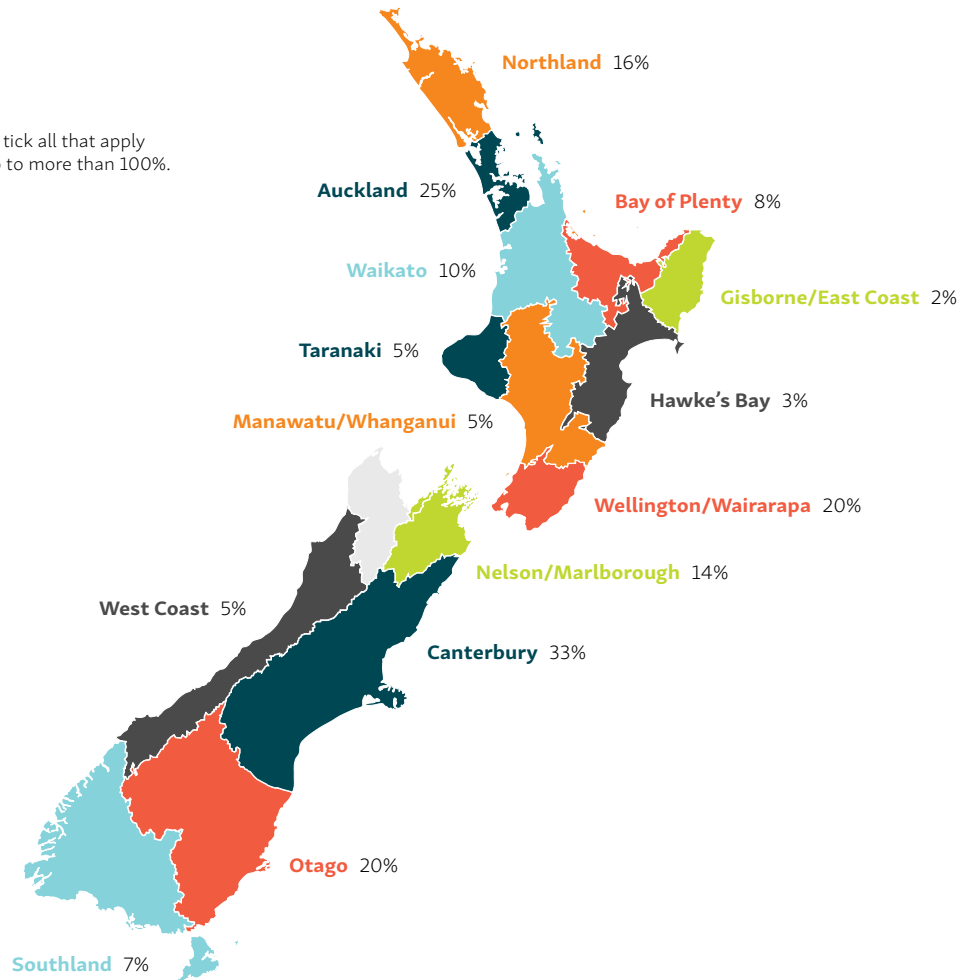 Northland 16%
tick all that apply
to more than 100%.
Auckland 25%
Bay of Plenty 8%
Waikato 10%
Gisborne/East Coast 2%
Taranaki 5%
Hawke's Bay 3%
Manawatu/Whanganui 5%
Wellington/Wairarapa 20%
Nelson/Marlborough 14%
West Coast 5%
Canterbury 33%
Otago 20%
Southland 7%